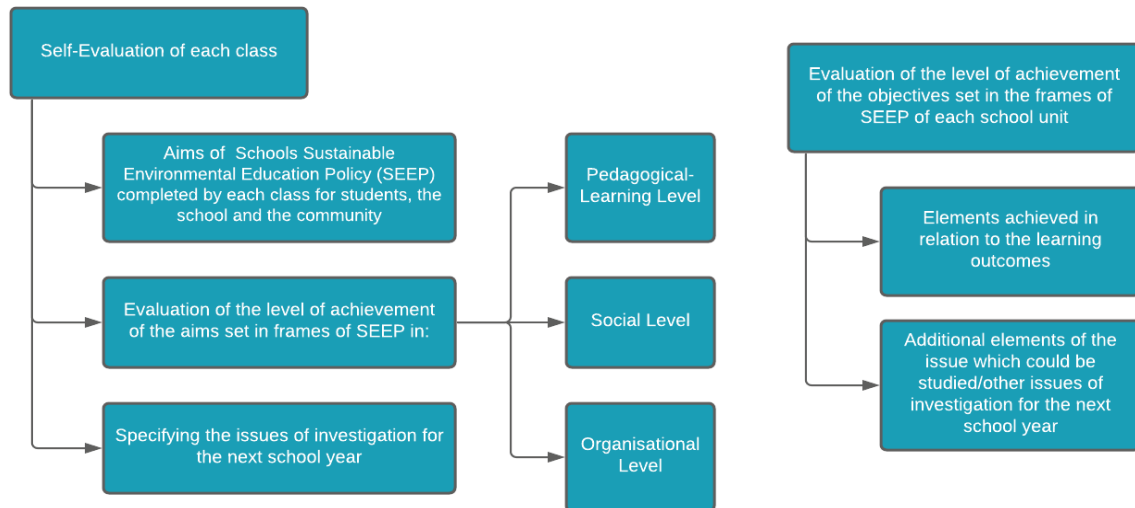 Self-Evaluation of each class
Aims of Schools Sustainable
Environmental Education Policy (SEEP)
completed by each class for students, the
school and the community
Evaluation of the level of achievement
of the aims set in frames of SEEP in:
Specifying the issues of investigation for
the next school year
Pedagogical-
Learning Level
Social Level
Organisational
Level
Evaluation of the level of achievement
of the objectives set in the frames of
SEEP of each school unit
Elements achieved in
relation to the learning
outcomes
Additional elements of the
issue which could be
studied/other issues of
investigation for the next
school year